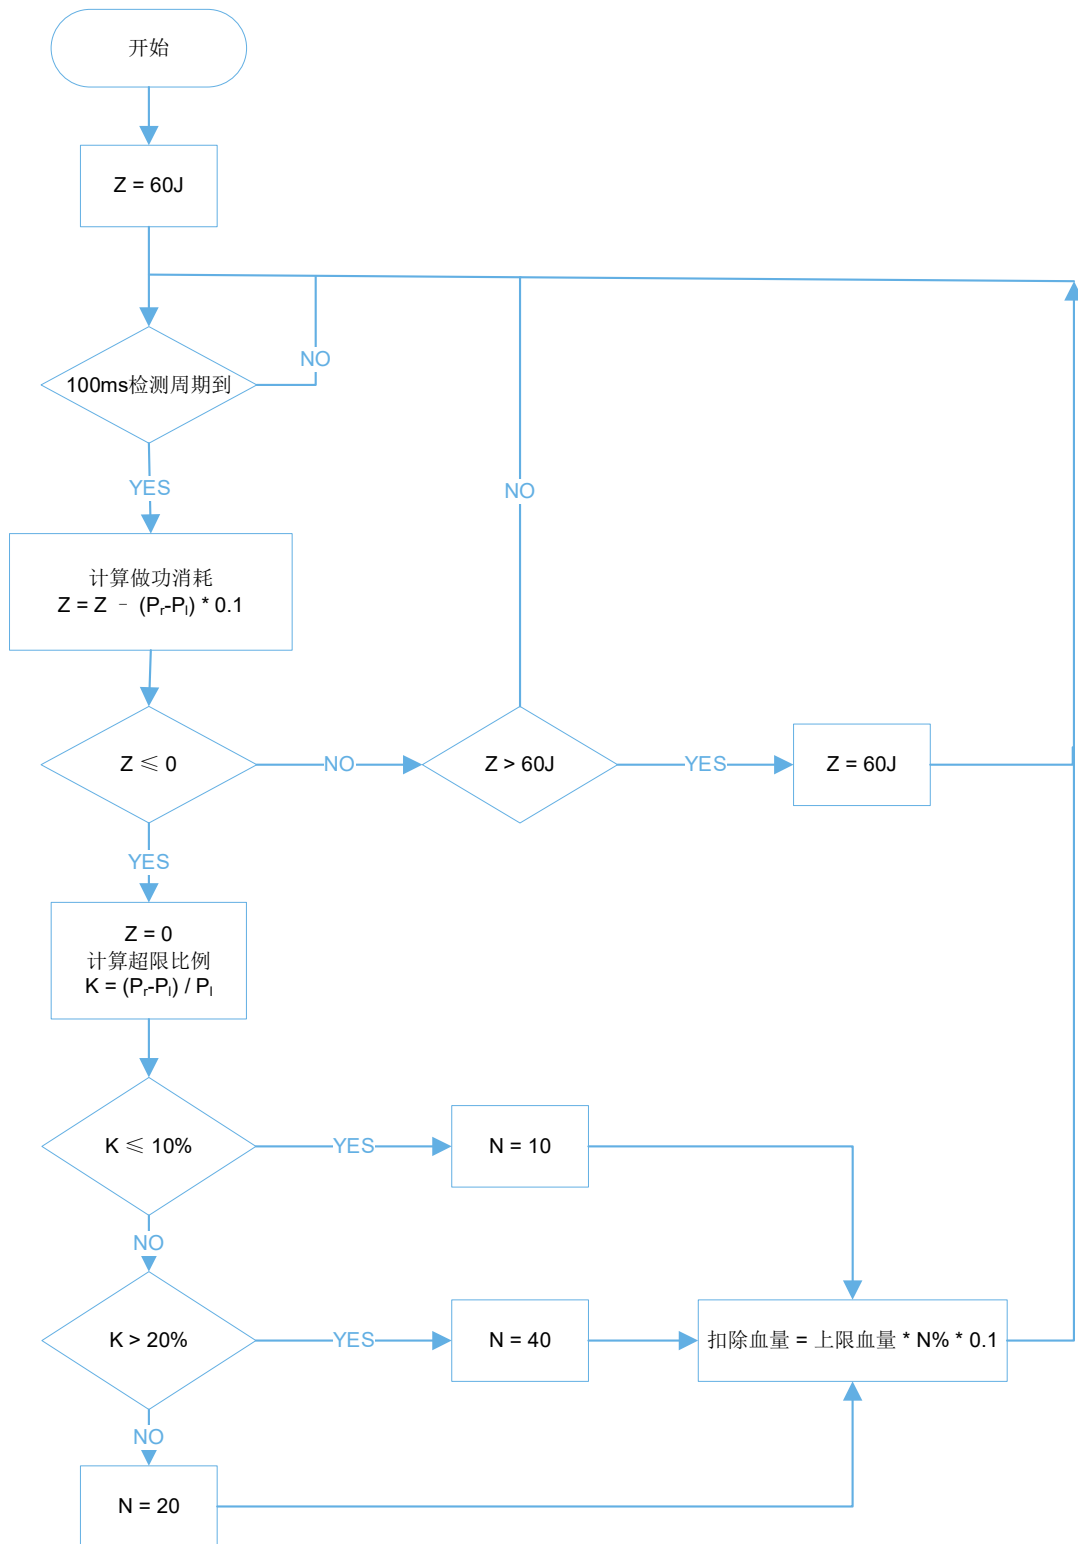 开始
Z = 60J
100ms检测周期到
NO
YES
NO
计算做功消耗
Z = Z - (Pr-Pl) * 0.1
Z ≤ 0
NO
Z > 60J
YES
Z = 60J
YES
Z = 0
计算超限比例
K = (Pr-Pl) / Pl
K ≤ 10%
YES
N = 10
NO
K > 20%
YES
N = 40
扣除血量 = 上限血量 * N% * 0.1
NO
N = 20